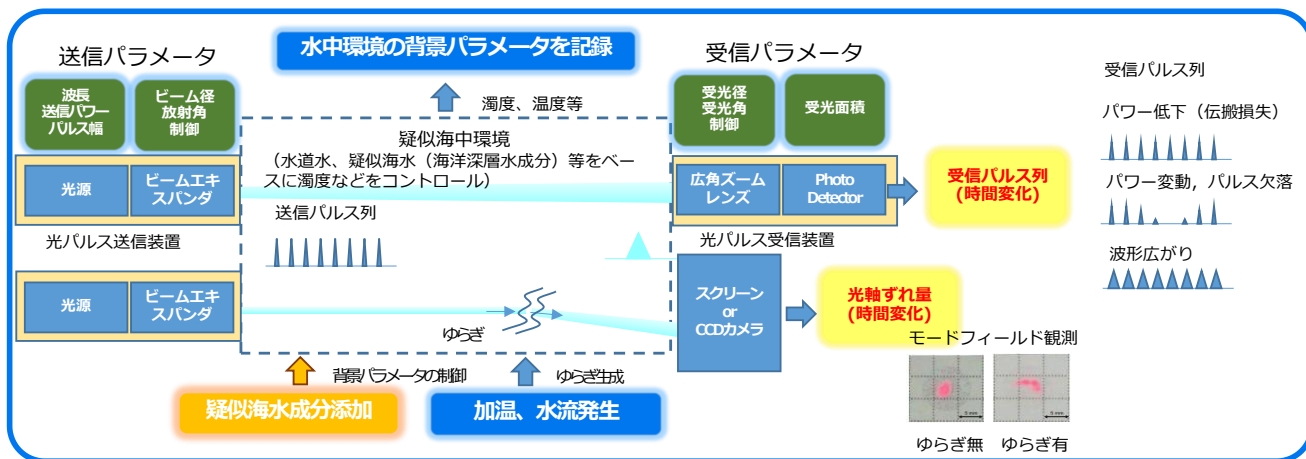 送信パラメータ
水中環境の背景パラメータを記録
受信パラメータ
波長
送信パワー
パルス幅
ビーム径
放射角
制御
濁度、温度等
受光径
受光角
制御
受光面積
疑似海中環境
（水道水、疑似海水（海洋深層水成分）等をベー
スに濁度などをコントロール）
光源
ビームエキ
スパンダ
広角ズーム
レンズ
Photo
Detector
受信パルス列
(時間変化)
送信パルス列
光パルス送信装置
光パルス受信装置
光源
ビームエキ
スパンダ
ゆらぎ
スクリーン
or
CCDカメラ
光軸ずれ量
(時間変化)
背景パラメータの制御
ゆらぎ生成
疑似海水成分添加
加温、水流発生
受信パルス列
パワー低下（伝搬損失）
パワー変動，パルス欠落
波形広がり
モードフィールド観測
5 mm
5 mm
ゆらぎ無
ゆらぎ有